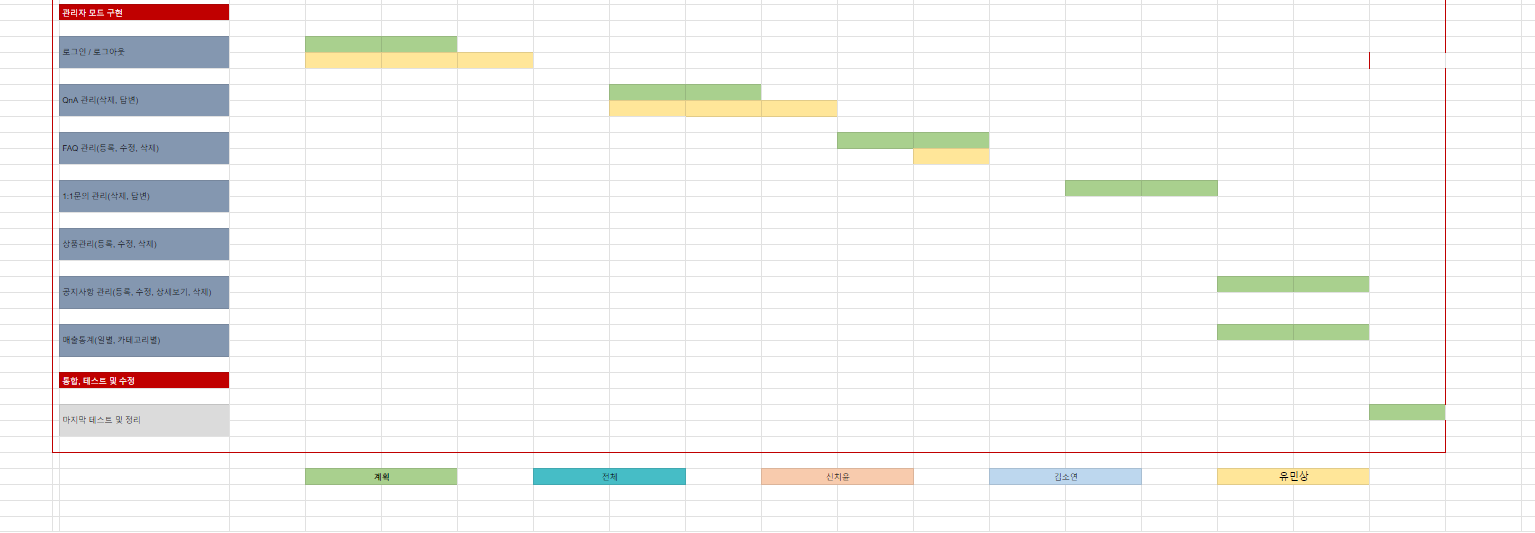 관리자 모드 구현
로그인 / 로그아웃
QnA 관리(삭제, 답변)
FAQ 관리(등록, 수정, 삭제)
1:1문의 관리(삭제, 답변)
상품관리(등록, 수정, 삭제)
공지사항 관리(등록, 수정, 상세보기, 삭제)
매출통계(일별, 카테고리별)
통합, 테스트 및 수정
마지막 테스트 및 정리
계획
전체
신지윤
김소연
유민상